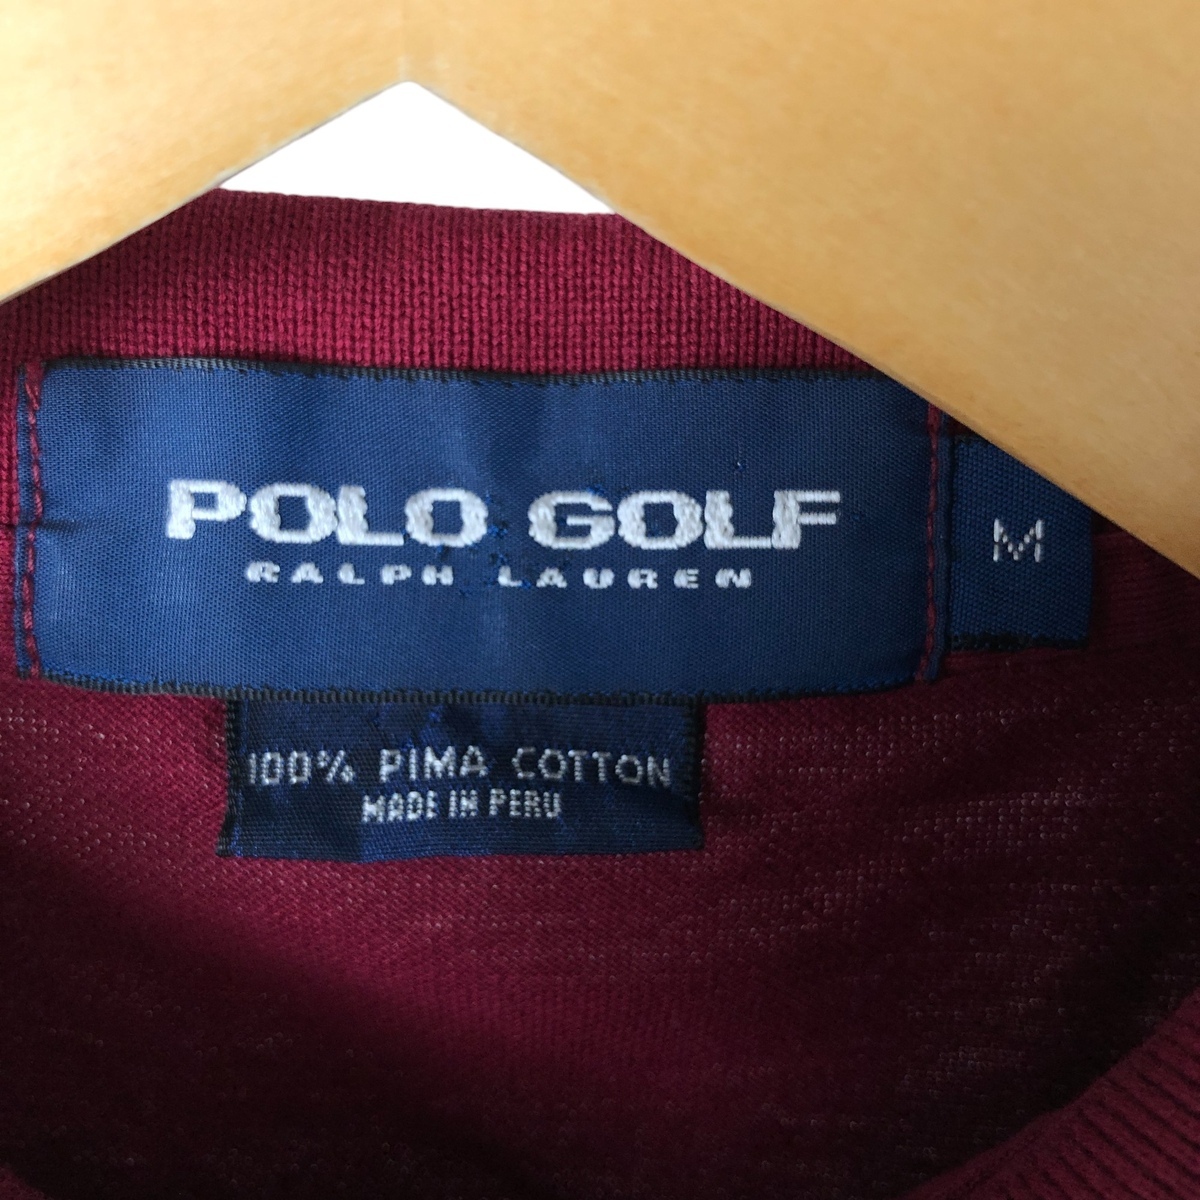 POLO GOLF
RALPH LAUREN
M
100% PIMA COTTON
MADE IN PERU